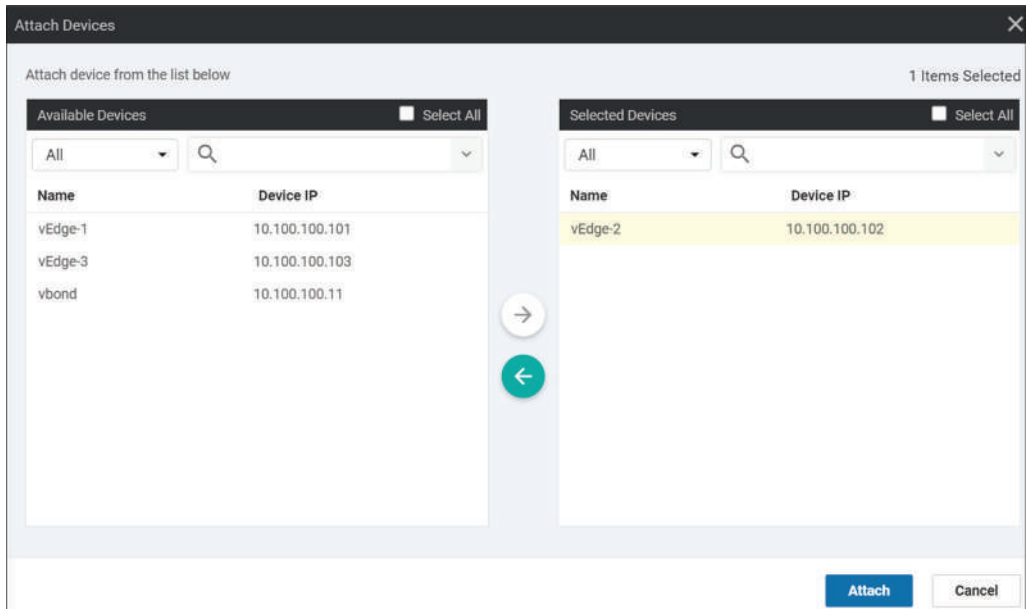 Attach Devices
Attach device from the list below
1 Items Selected
Available Devices Select All
All
Name Device IP
vEdge-1 10.100.100.101
vEdge-3 10.100.100.103
vbond 10.100.100.11
Selected Devices Select All
All
Name Device IP
vEdge-2 10.100.100.102
Attach Cancel